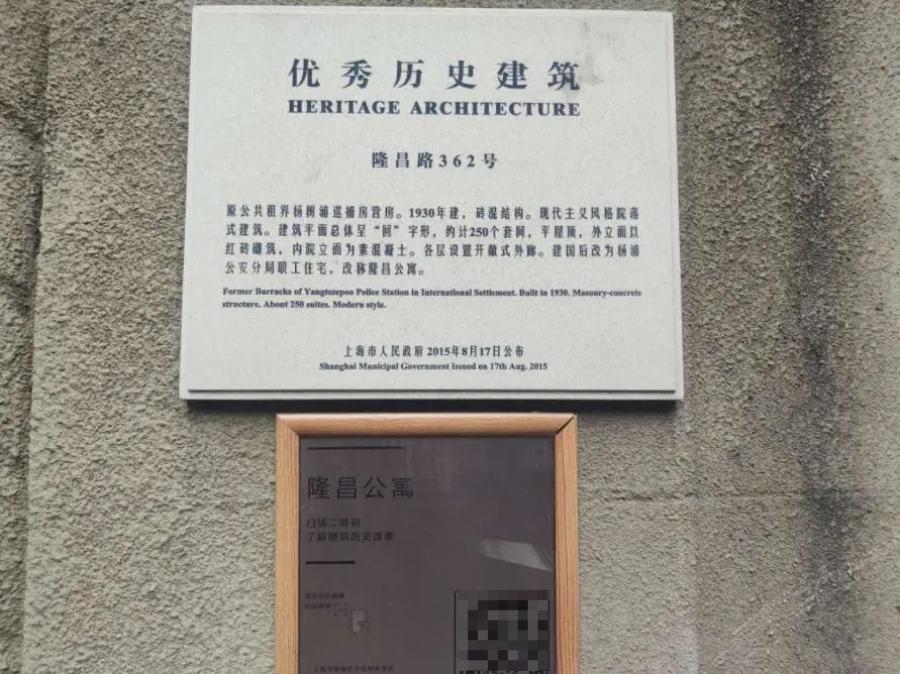 优秀历史建筑
HERITAGE ARCHITECTURE
隆昌路362号
原公共租界杨树浦巡捕房营房。1930年建，砖混结构。现代主义风格院落
式建筑。建筑平面总体呈“回”字形，约计250个套间，平屋顶，外立面以
红砖砌筑，内院立面为素混凝土。各层设置开敞式外廊。建国后改为杨浦
公安分局职工住宅，改称隆昌公寓。
Former Barracks of Yangtszepoo Police Station in International Settlement. Built in 1930. Masonry-concrete
structure. About 250 suites. Modern style.
上海市人民政府 2015年8月17日公布
Shanghai Municipal Government Issued on 17th Aug. 2015
隆昌公寓
扫描二维码
了解建筑历史故事